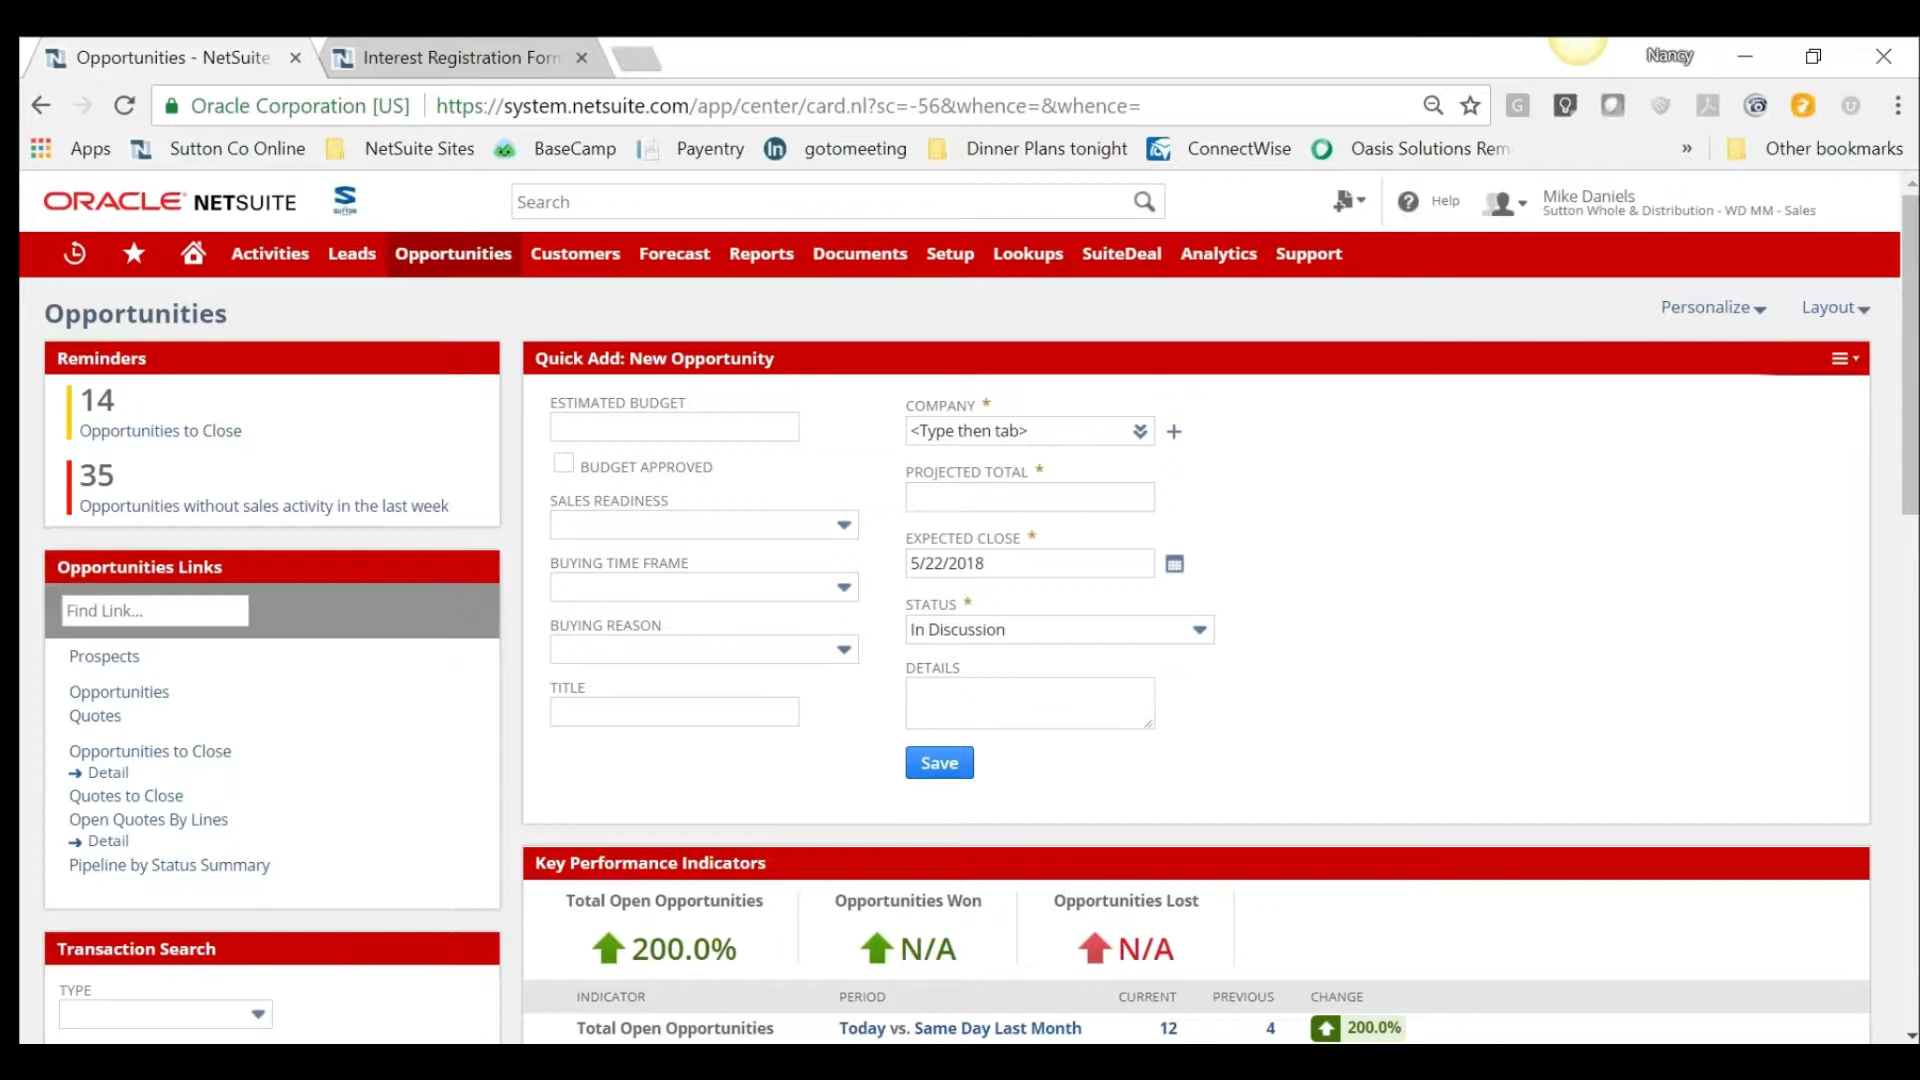 Opportunities - NetSuite
Interest Registration Form
Nancy
Oracle Corporation [US]
https://system.netsuite.com/app/center/card.nl?sc=-56&whence=&whence=
Apps
Sutton Co Online
NetSuite Sites
BaseCamp
Payentry
gotomeeting
Dinner Plans tonight
ConnectWise
Oasis Solutions Rem
»
Other bookmarks
ORACLE NETSUITE
SUTTON
Search
Help
Mike Daniels
Sutton Whole & Distribution - WD MM - Sales
Activities
Leads
Opportunities
Customers
Forecast
Reports
Documents
Setup
Lookups
SuiteDeal
Analytics
Support
Opportunities
Personalize
Layout
Reminders
14
Opportunities to Close
35
Opportunities without sales activity in the last week
Opportunities Links
Find Link...
Prospects
Opportunities
Quotes
Opportunities to Close
Detail
Quotes to Close
Open Quotes By Lines
Detail
Pipeline by Status Summary
Transaction Search
TYPE
Quick Add: New Opportunity
ESTIMATED BUDGET
BUDGET APPROVED
SALES READINESS
BUYING TIME FRAME
BUYING REASON
TITLE
COMPANY *
<Type then tab>
PROJECTED TOTAL *
EXPECTED CLOSE *
5/22/2018
STATUS *
In Discussion
DETAILS
Save
Key Performance Indicators
Total Open Opportunities
200.0%
Opportunities Won
N/A
Opportunities Lost
N/A
INDICATOR PERIOD CURRENT PREVIOUS CHANGE
Total Open Opportunities Today vs. Same Day Last Month 12 4 200.0%